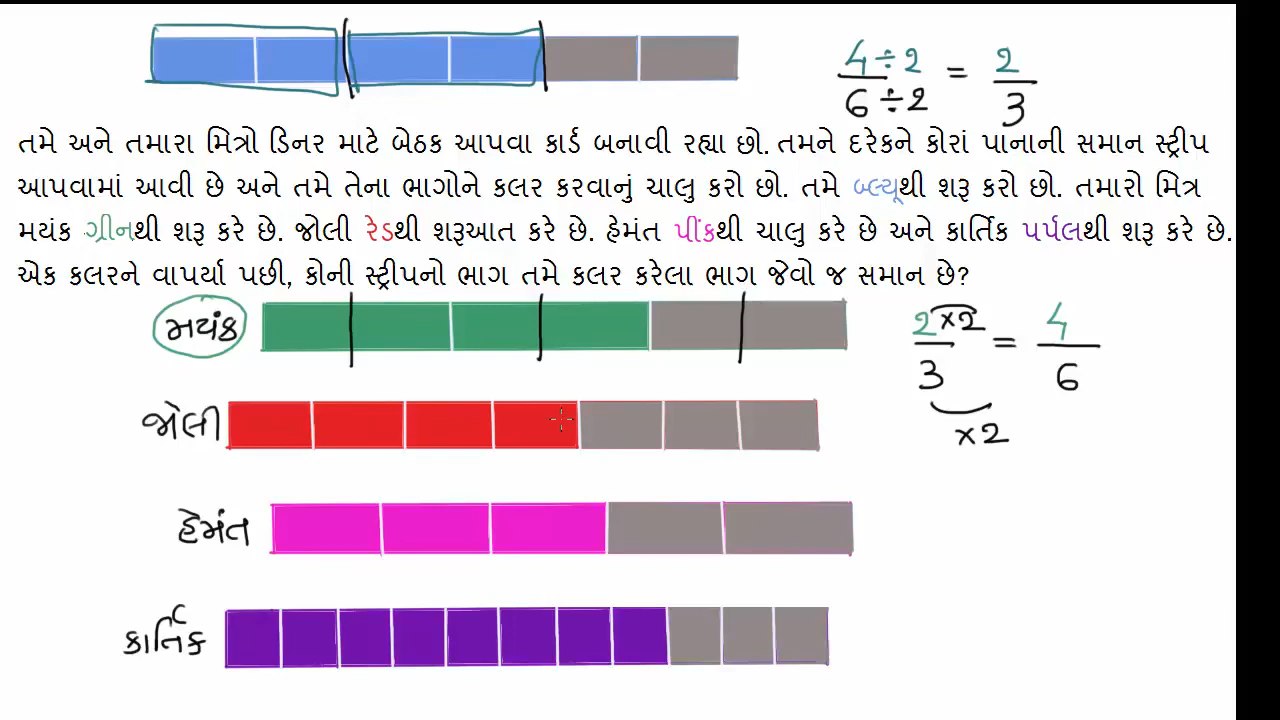 4 ÷ 2 / 6 ÷ 2 = 2 / 3
તમે અને તમારા મિત્રો ડિનર માટે બેઠક આપવા કાર્ડ બનાવી રહ્યા છો. તમને દરેકને કોરાં પાનાની સમાન સ્ટ્રીપ
આપવામાં આવી છે અને તમે તેના ભાગોને કલર કરવાનું ચાલુ કરો છો. તમે બ્લ્યૂથી શરૂ કરો છો. તમારો મિત્ર
મયંક ગ્રીનથી શરૂ કરે છે. જોલી રેડથી શરૂઆત કરે છે. હેમંત પીંકથી ચાલુ કરે છે અને કાર્તિક પર્પલથી શરૂ કરે છે.
એક કલરને વાપર્યા પછી, કોની સ્ટ્રીપનો ભાગ તમે કલર કરેલા ભાગ જેવો જ સમાન છે?
મયંક
2 × 2 / 3 × 2 = 4 / 6
જોલી
હેમંત
કાર્તિક